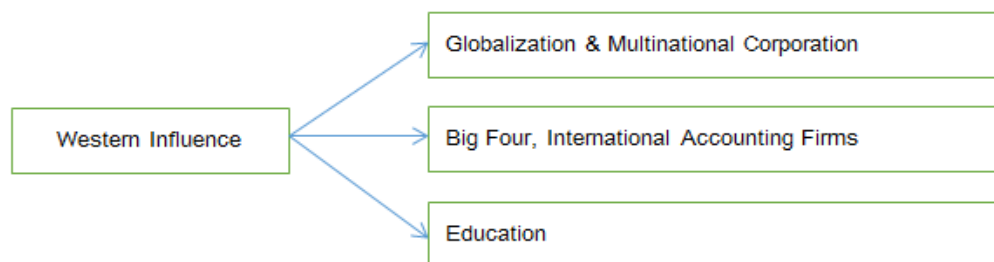 Globalization & Multinational Corporation
Western Influence
Big Four, International Accounting Firms
Education